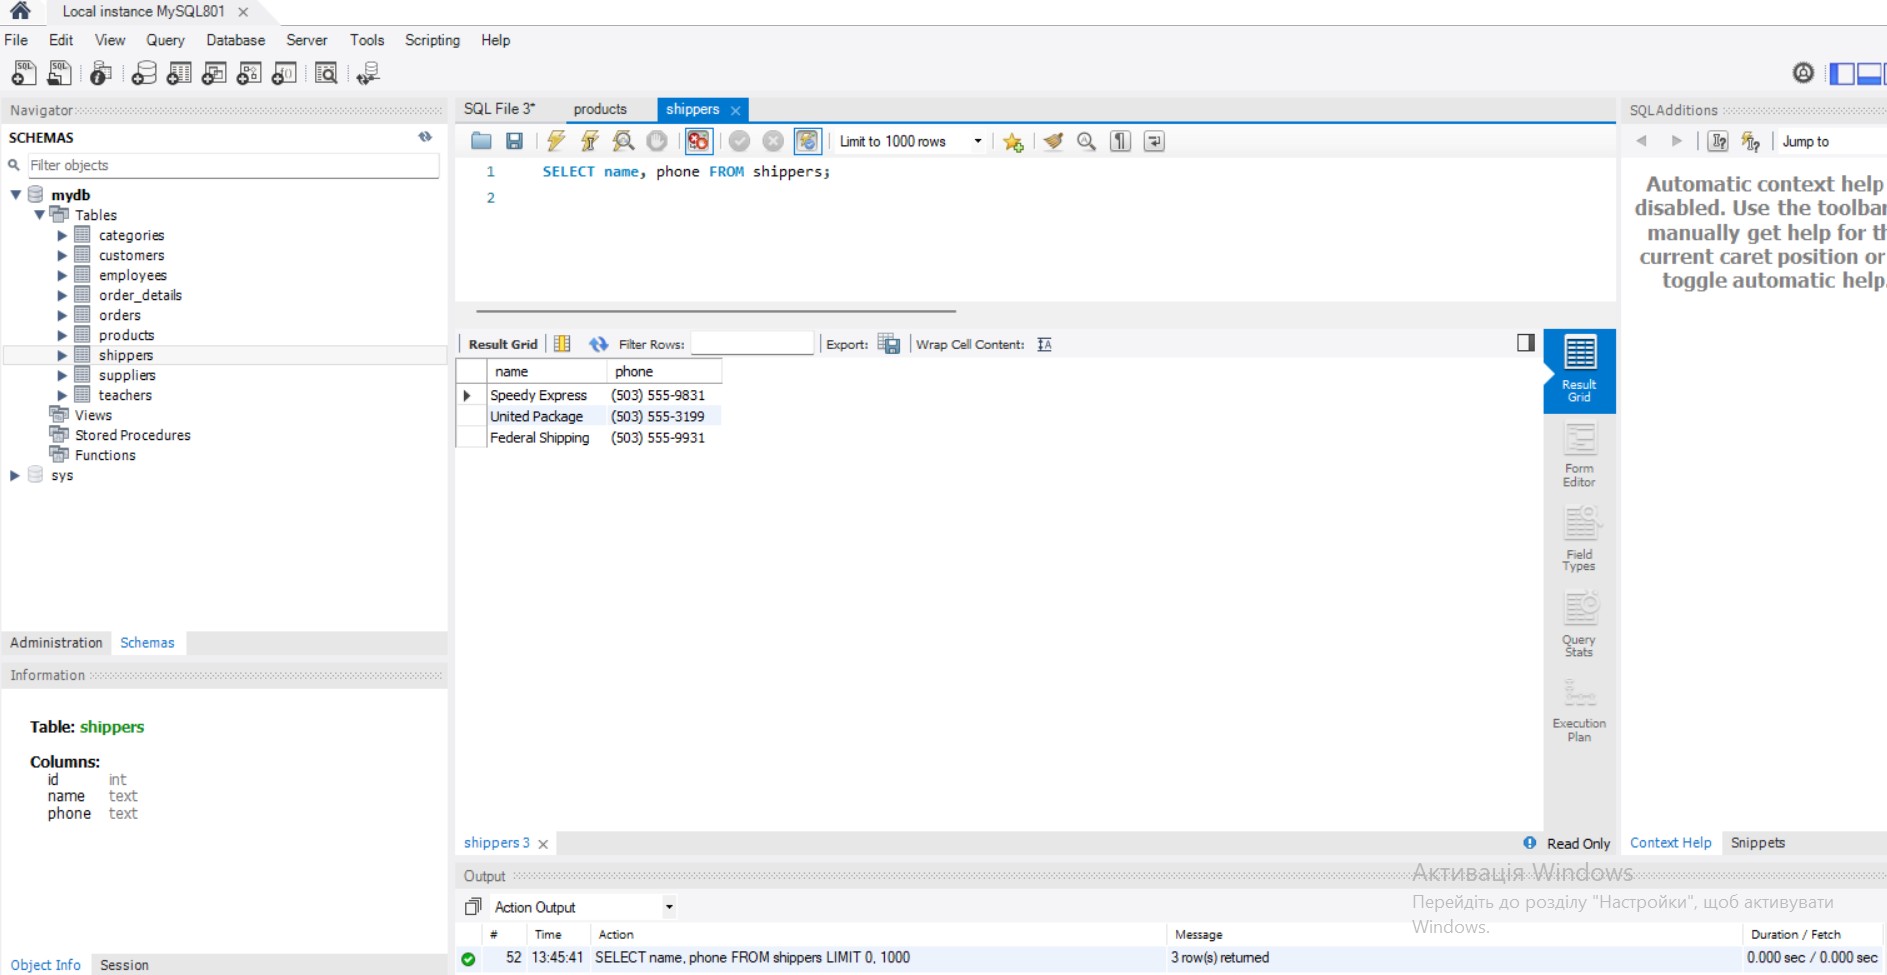 Local instance MySQL801
File Edit View Query Database Server Tools Scripting Help
Navigator
SCHEMAS
Filter objects
mydb
Tables
categories
customers
employees
order_details
orders
products
shippers
suppliers
teachers
Views
Stored Procedures
Functions
sys
Administration Schemas
Information
Table: shippers
Columns:
id int
name text
phone text
Object Info Session
SQL File 3* products shippers
Limit to 1000 rows
1 SELECT name, phone FROM shippers;
2
Result Grid Filter Rows: Export: Wrap Cell Content:
name phone
Speedy Express (503) 555-9831
United Package (503) 555-3199
Federal Shipping (503) 555-9931
Result
Grid
Form
Editor
Field
Types
Query
Stats
Execution
Plan
shippers 3 Read Only
Output
Action Output
# Time Action Message Duration / Fetch
52 13:45:41 SELECT name, phone FROM shippers LIMIT 0, 1000 3 row(s) returned 0.000 sec / 0.000 sec
SQLAdditions
Jump to
Automatic context help
disabled. Use the toolbar
manually get help for th
current caret position or
toggle automatic help.
Context Help Snippets
Активація Windows
Перейдіть до розділу "Настройки", щоб активувати
Windows.